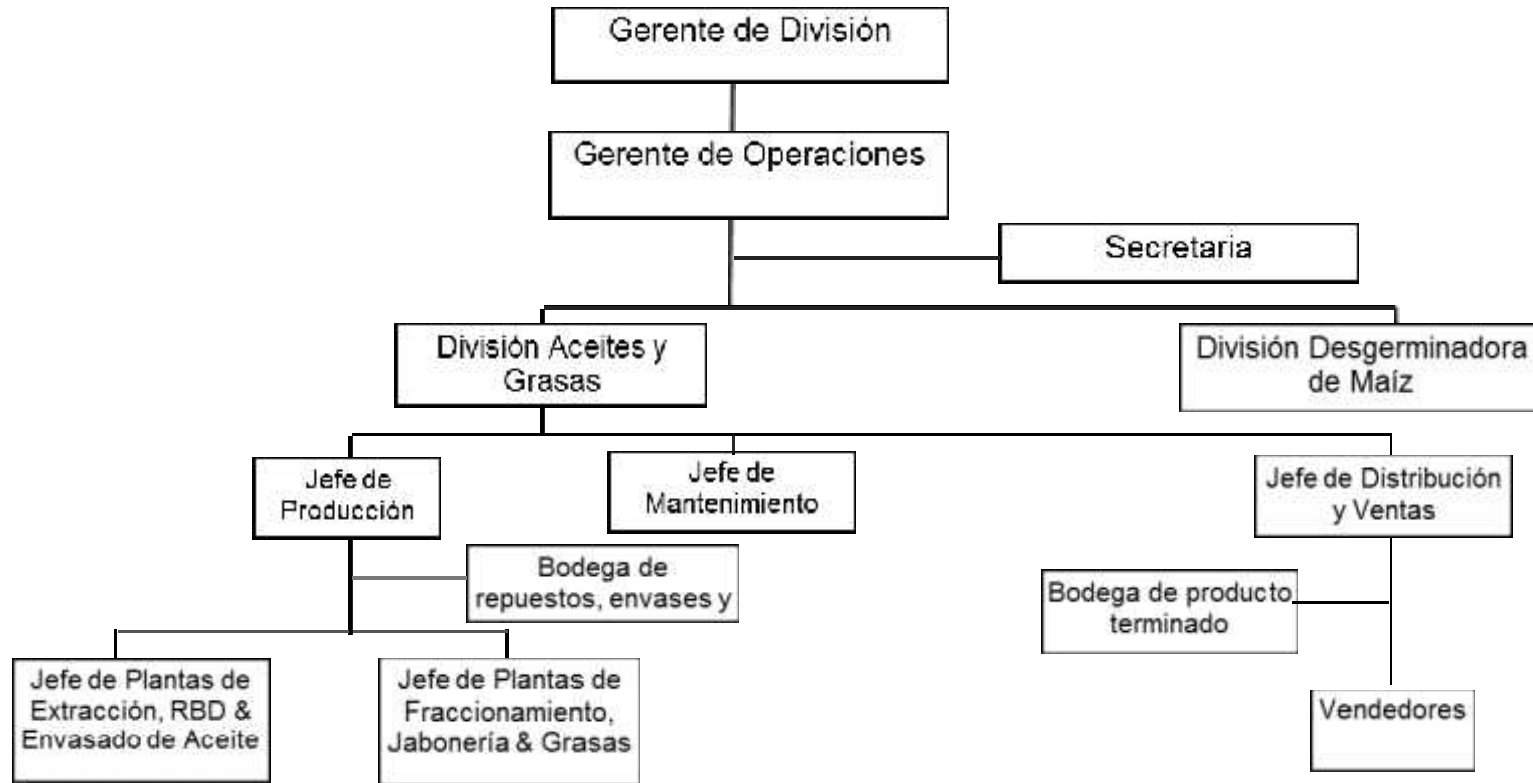 Gerente de División
Gerente de Operaciones
Secretaria
División Aceites y
Grasas
División Desgerminadora
de Maíz
Jefe de
Producción
Jefe de
Mantenimiento
Jefe de Distribución
y Ventas
Bodega de
repuestos, envases y
Bodega de producto
terminado
Jefe de Plantas de
Extracción, RBD &
Envasado de Aceite
Jefe de Plantas de
Fraccionamiento,
Jabonería & Grasas
Vendedores